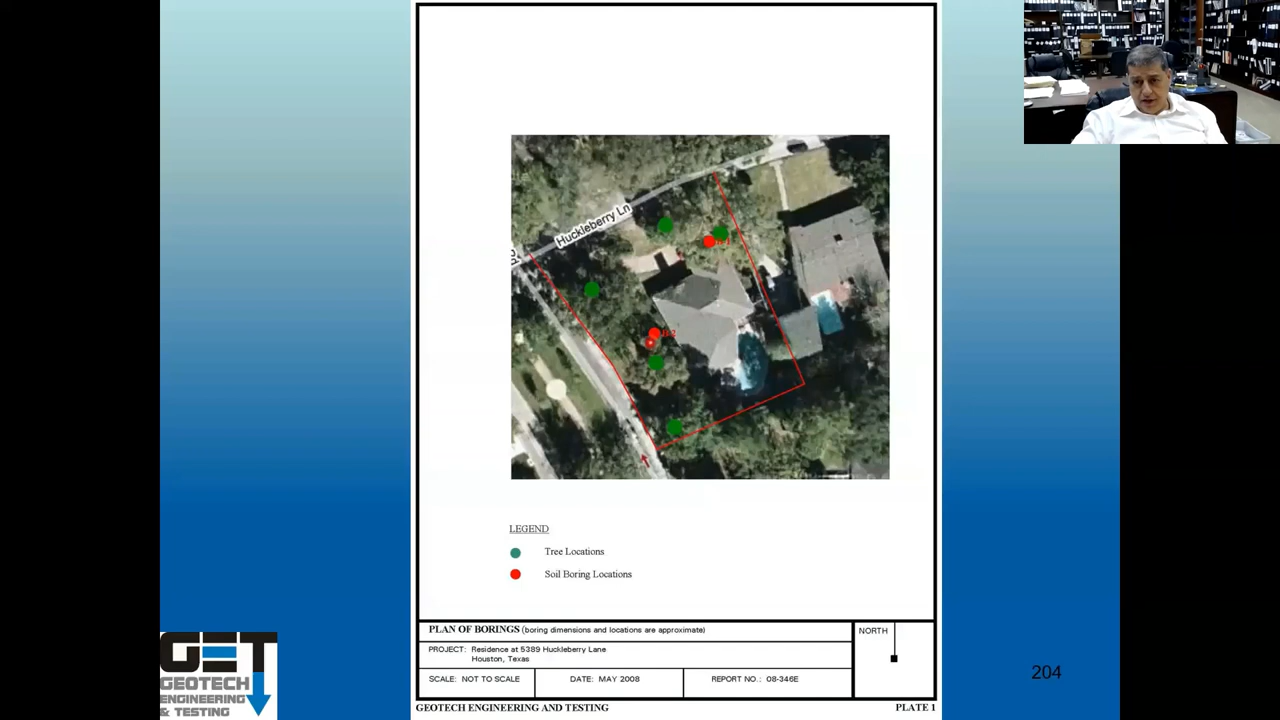 Huckleberry Ln
LEGEND
Tree Locations
Soil Boring Locations
PLAN OF BORINGS (boring dimensions and locations are approximate)
NORTH
PROJECT: Residence at 5389 Huckleberry Lane
Houston, Texas
SCALE: NOT TO SCALE
DATE: MAY 2008
REPORT NO.: 08-346E
GEOTECH ENGINEERING AND TESTING
PLATE 1
GET
GEOTECH
ENGINEERING
& TESTING
204